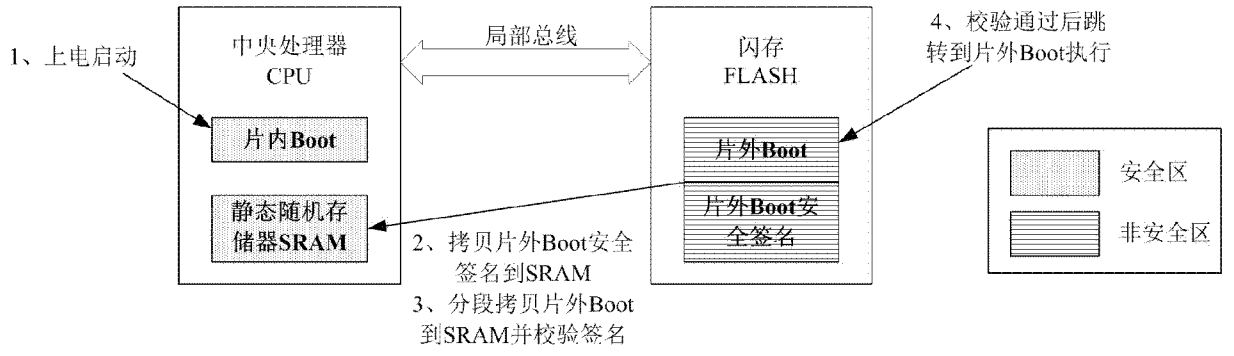 1、上电启动
中央处理器
CPU
片内Boot
静态随机存
储器SRAM
局部总线
闪存
FLASH
片外Boot
片外Boot安
全签名
2、拷贝片外Boot安全
签名到SRAM
3、分段拷贝片外Boot
到SRAM并校验签名
4、校验通过后跳
转到片外Boot执行
安全区
非安全区